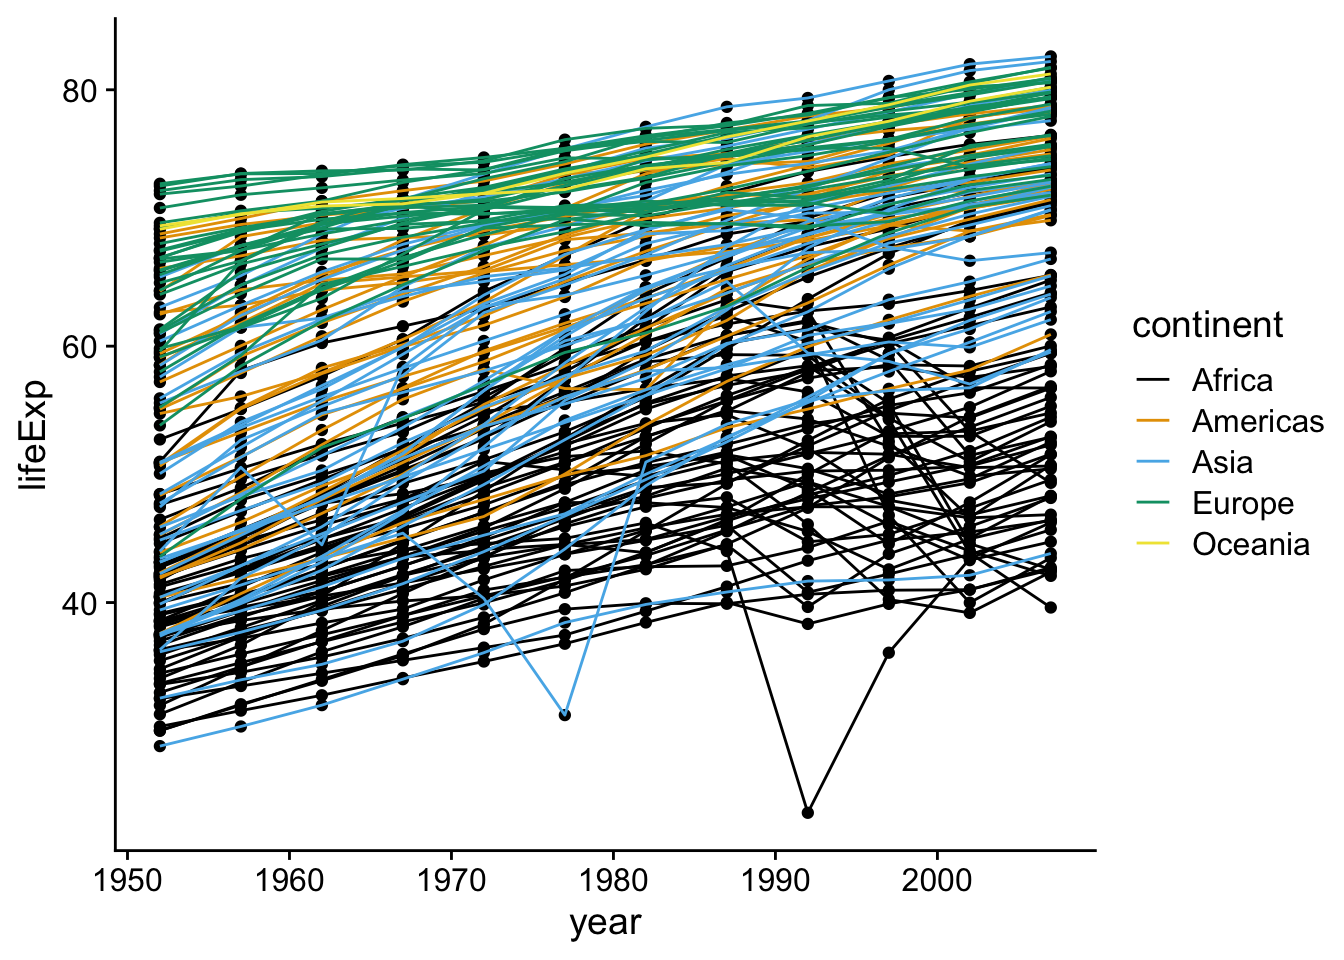 80
60
40
lifeExp
1950 1960 1970 1980 1990 2000
year
continent
Africa
Americas
Asia
Europe
Oceania